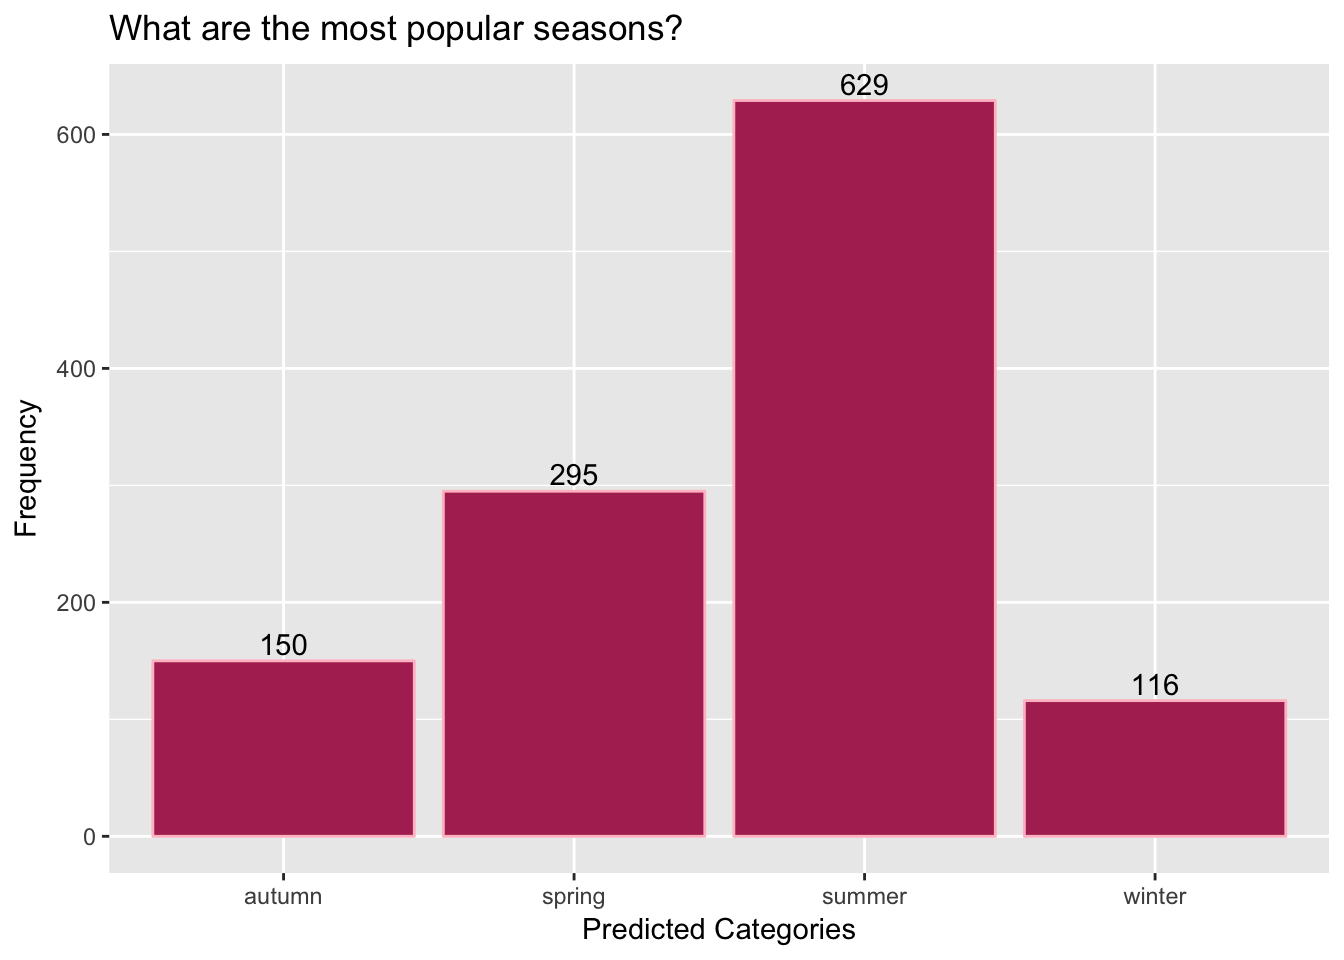 What are the most popular seasons?
629
600
400
Frequency
295
200
150
116
0
autumn spring summer winter
Predicted Categories